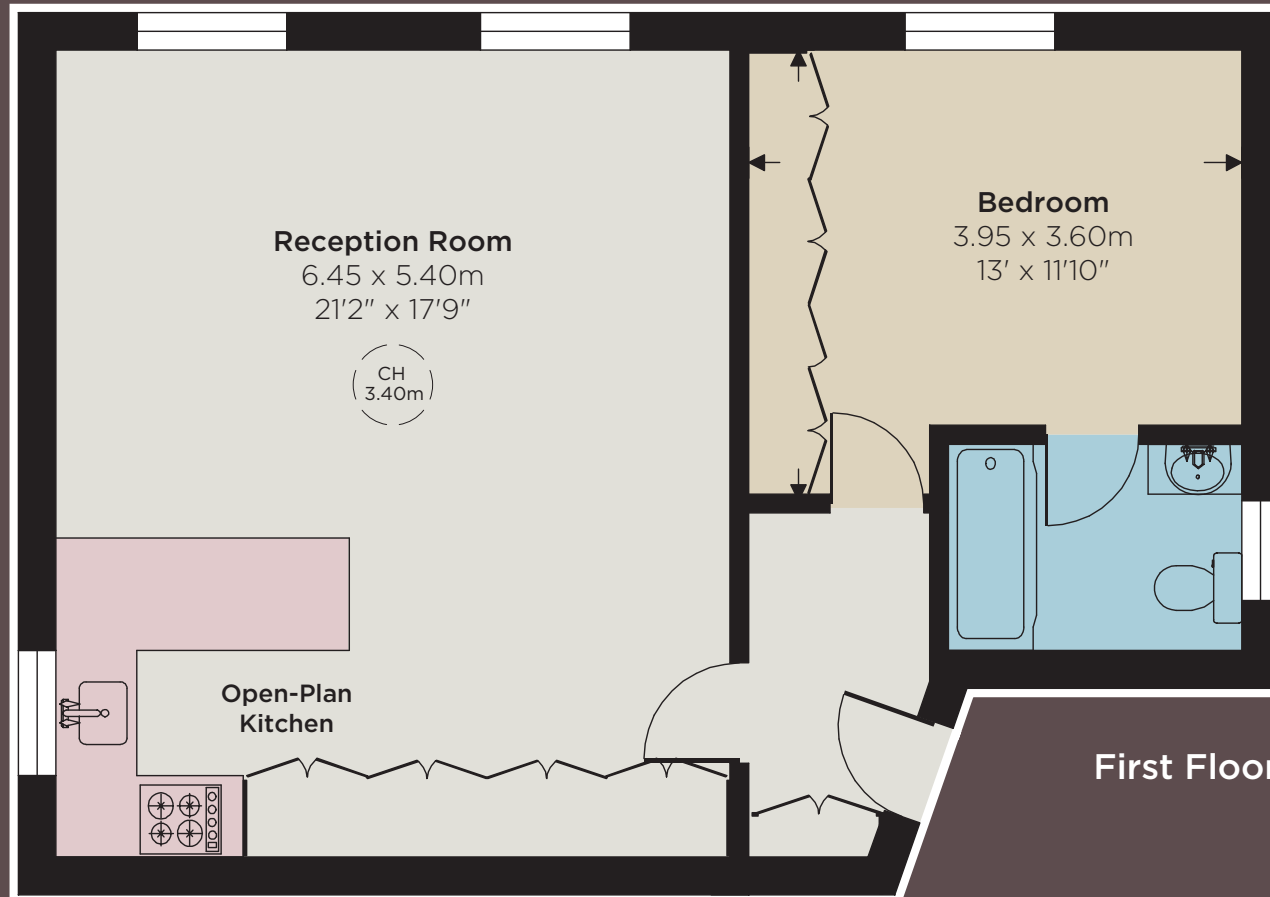 Reception Room
6.45 x 5.40m
21'2" x 17'9"
CH
3.40m
Bedroom
3.95 x 3.60m
13' x 11'10"
Open-Plan
Kitchen
First Floor